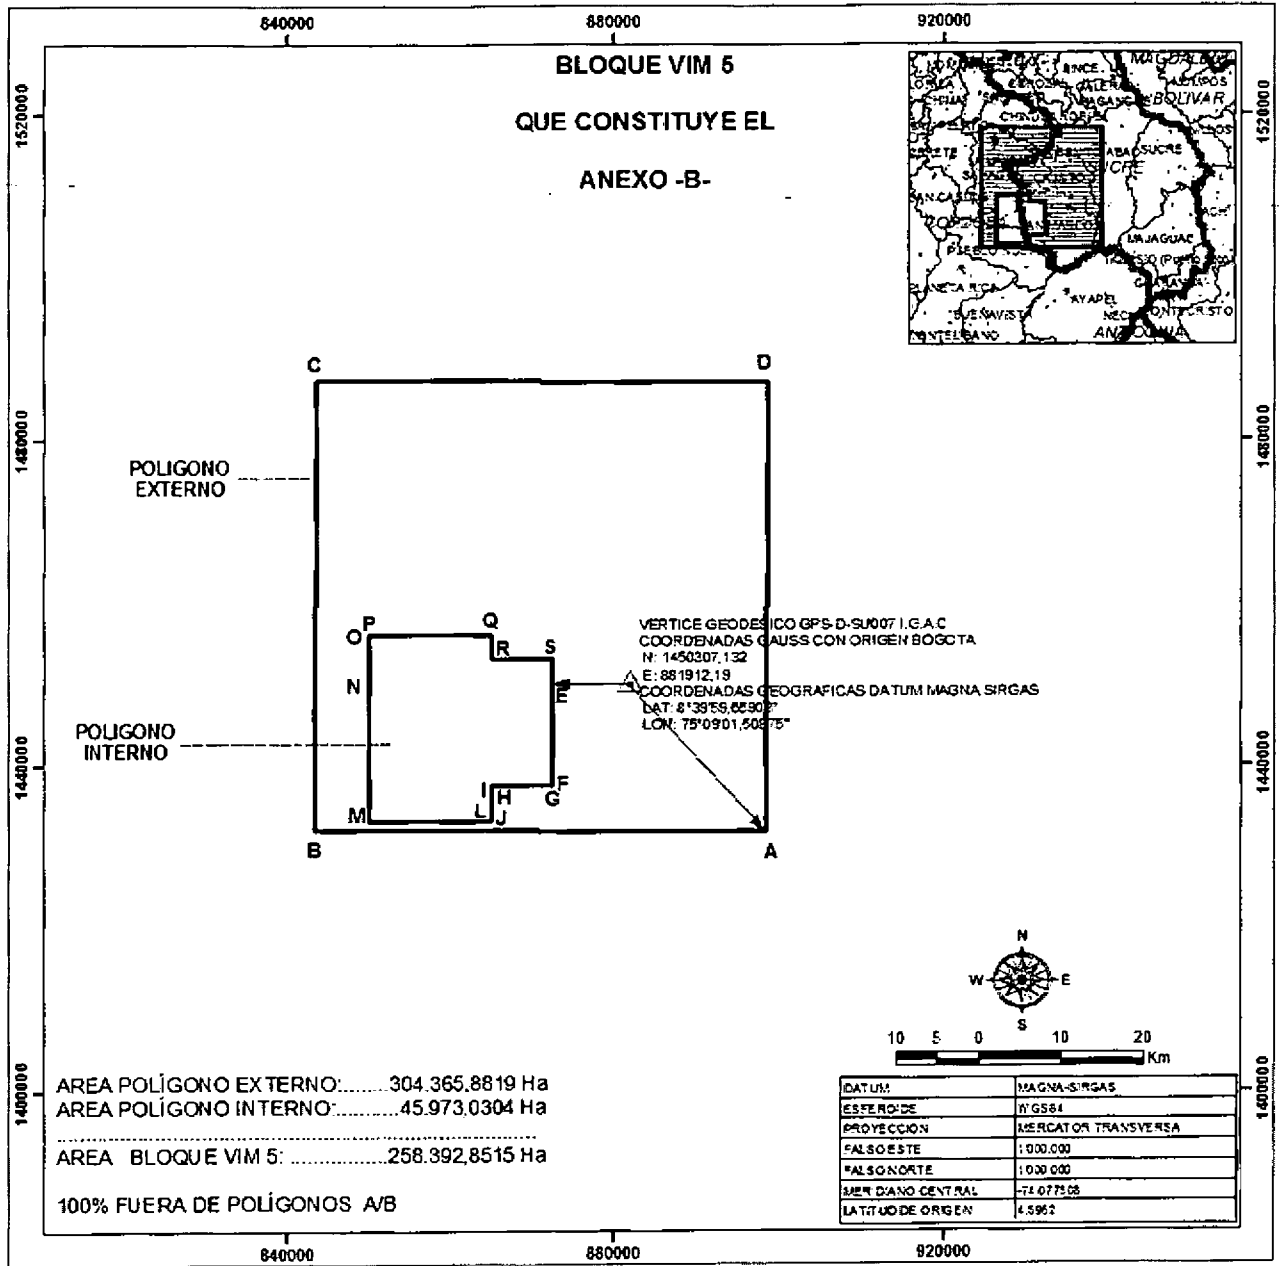 840000 880000 920000
BLOQUE VIM 5
QUE CONSTITUYE EL
ANEXO -B-
1520000
1520000
MAGDALENA
BOLIVAR
SUCRE
MAJAGUAL
AYAPEL
BUENAVISTA
C
D
1480000
1480000
POLIGONO
EXTERNO
P
Q
O
R
S
N
E
VERTICE GEODESICO GPS-D-SU007 I.G.A.C
COORDENADAS GAUSS CON ORIGEN BOGOTA
N: 1450307,132
E: 881912,19
COORDENADAS GEOGRAFICAS DATUM MAGNA SIRGAS
POLIGONO
INTERNO
1440000
1440000
I
H
F
G
M
L
J
B
A
N
W
E
S
10 5 0 10 20
Km
1400000
1400000
AREA POLÍGONO EXTERNO:........304.365,8819 Ha
AREA POLÍGONO INTERNO:..........45.973,0304 Ha
AREA BLOQUE VIM 5: ..............258.392,8515 Ha
100% FUERA DE POLÍGONOS A/B
DATUM MAGNA-SIRGAS
ESFEROIDE WGS84
PROYECCION MERCATOR TRANSVERSA
FALSO ESTE 1.000.000
FALSO NORTE 1.000.000
MERIDIANO CENTRAL
LATITUD DE ORIGEN 4.5962
840000 880000 920000